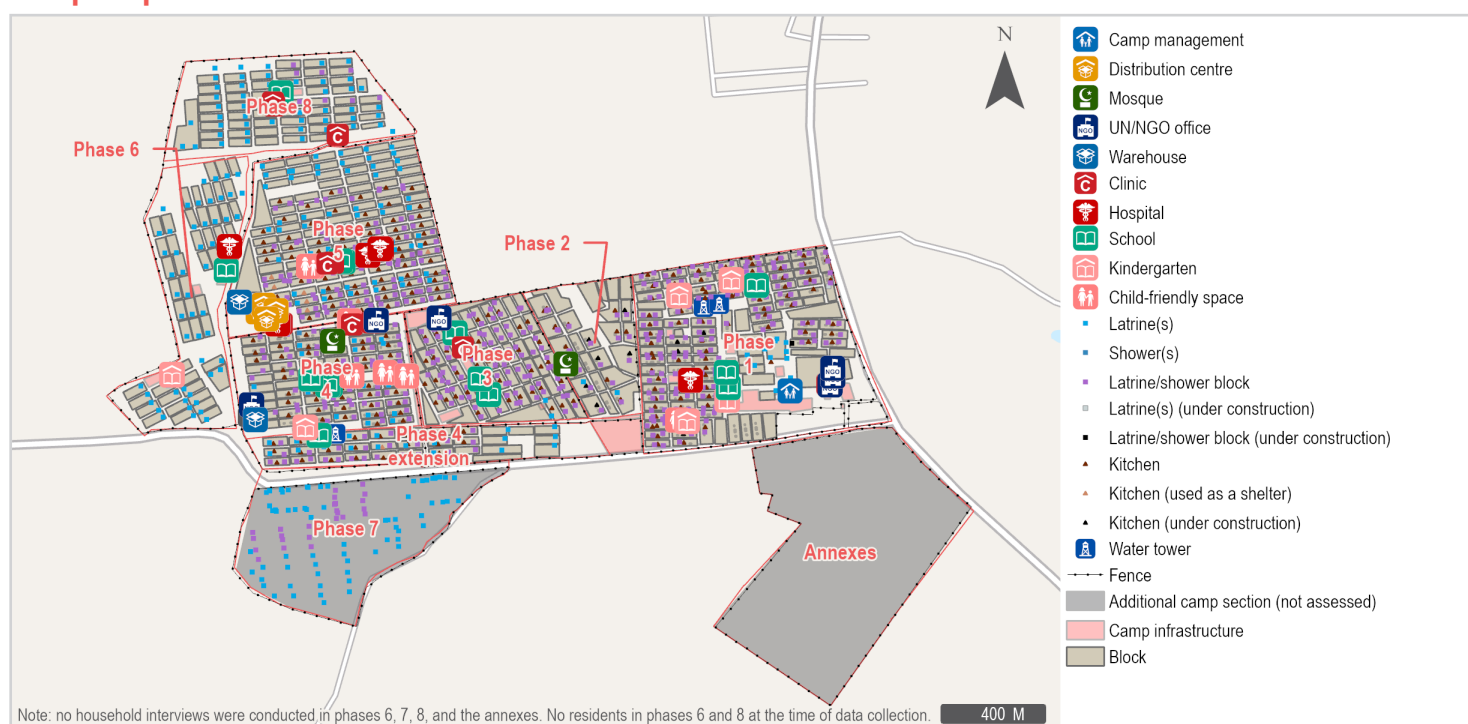 N
Phase 8
Phase 6
Phase
5
Phase 2
Phase
1
Phase
3
Phase
4
Phase 4
extension
Phase 7
Annexes
C
C
C
C
C
NGO
NGO
NGO
NGO
Camp management
Distribution centre
Mosque
NGO
UN/NGO office
Warehouse
C
Clinic
Hospital
School
Kindergarten
Child-friendly space
Latrine(s)
Shower(s)
Latrine/shower block
Latrine(s) (under construction)
Latrine/shower block (under construction)
Kitchen
Kitchen (used as a shelter)
Kitchen (under construction)
Water tower
Fence
Additional camp section (not assessed)
Camp infrastructure
Block
Note: no household interviews were conducted in phases 6, 7, 8, and the annexes. No residents in phases 6 and 8 at the time of data collection.
400 M